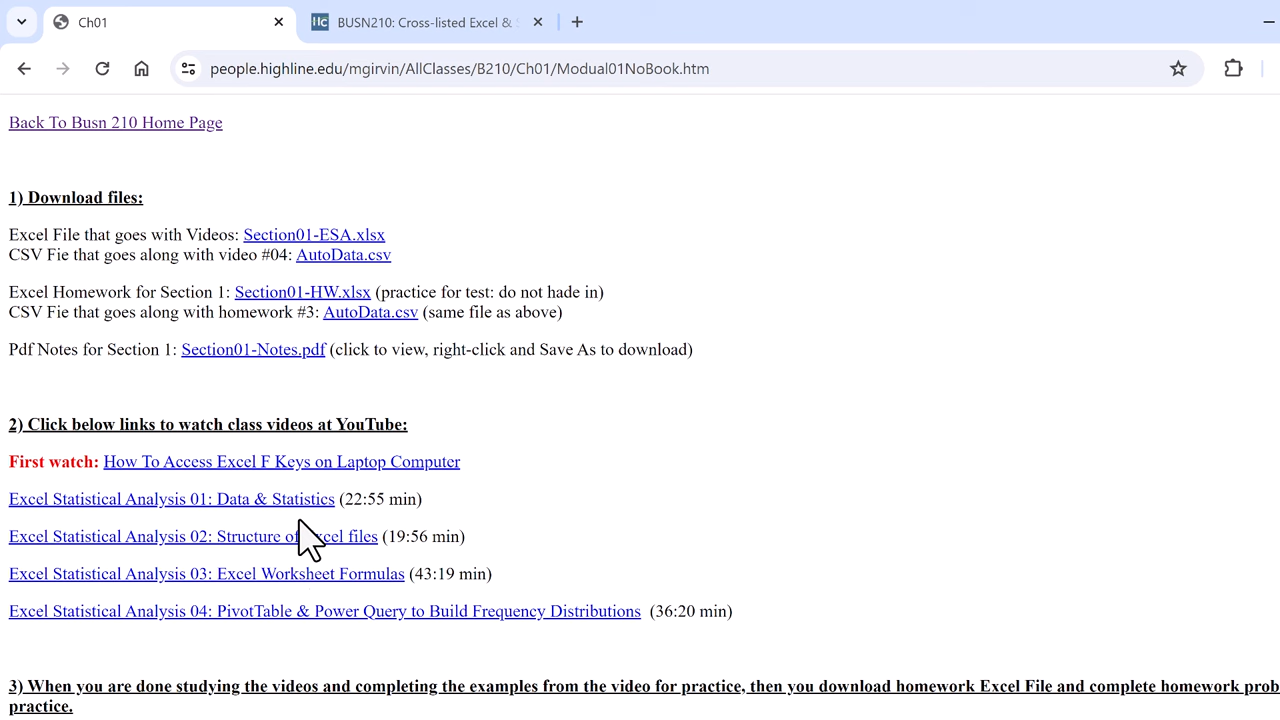 Ch01
BUSN210: Cross-listed Excel &
people.highline.edu/mgirvin/AllClasses/B210/Ch01/Modual01NoBook.htm
Back To Busn 210 Home Page
1) Download files:
Excel File that goes with Videos: Section01-ESA.xlsx
CSV Fie that goes along with video #04: AutoData.csv
Excel Homework for Section 1: Section01-HW.xlsx (practice for test: do not hade in)
CSV Fie that goes along with homework #3: AutoData.csv (same file as above)
Pdf Notes for Section 1: Section01-Notes.pdf (click to view, right-click and Save As to download)
2) Click below links to watch class videos at YouTube:
First watch: How To Access Excel F Keys on Laptop Computer
Excel Statistical Analysis 01: Data & Statistics (22:55 min)
Excel Statistical Analysis 02: Structure of Excel files (19:56 min)
Excel Statistical Analysis 03: Excel Worksheet Formulas (43:19 min)
Excel Statistical Analysis 04: PivotTable & Power Query to Build Frequency Distributions (36:20 min)
3) When you are done studying the videos and completing the examples from the video for practice, then you download homework Excel File and complete homework prob
practice.